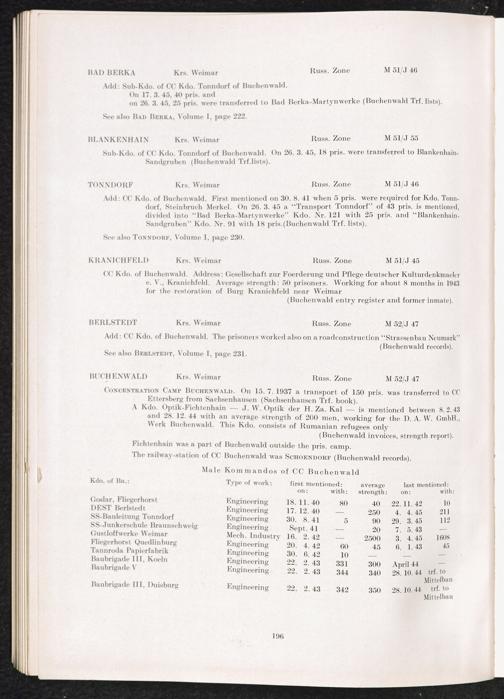 BAD BERKA Krs. Weimar Russ. Zone M 51/J 46
Add: Sub-Kdo. of CC Kdo. Tonndorf of Buchenwald.
On 17. 3. 45, 40 pris. and
on 26. 3. 45, 25 pris. were transferred to Bad Berka-Martynwerke (Buchenwald Trf. lists).
See also BAD BERKA, Volume I, page 222.
BLANKENHAIN Krs. Weimar Russ. Zone M 51/J 55
Sub-Kdo. of CC Kdo. Tonndorf of Buchenwald. On 26. 3. 45, 18 pris. were transferred to Blankenhain-
Sandgruben (Buchenwald Trf.lists).
TONNDORF Krs. Weimar Russ. Zone M 51/J 46
Add: CC Kdo. of Buchenwald. First mentioned on 30. 8. 41 when 5 pris. were required for Kdo. Tonn-
dorf, Steinbruch Merkel. On 26. 3. 45 a "Transport Tonndorf" of 43 pris. is mentioned,
divided into "Bad Berka-Martynwerke" Kdo. Nr. 121 with 25 pris. and "Blankenhain-
Sandgruben" Kdo. Nr. 91 with 18 pris.(Buchenwald Trf. lists).
See also TONNDORF, Volume I, page 230.
KRANICHFELD Krs. Weimar Russ. Zone M 51/J 45
CC Kdo. of Buchenwald. Address: Gesellschaft zur Foerderung und Pflege deutscher Kulturdenkmaeler
e. V., Kranichfeld. Average strength: 50 prisoners. Working for about 8 months in 1943
for the restoration of Burg Kranichfeld near Weimar
(Buchenwald entry register and former inmate).
BERLSTEDT Krs. Weimar Russ. Zone M 52/J 47
Add: CC Kdo. of Buchenwald. The prisoners worked also on a roadconstruction "Strassenbau Neumark"
(Buchenwald records).
See also BERLSTEDT, Volume I, page 231.
BUCHENWALD Krs. Weimar Russ. Zone M 52/J 47
CONCENTRATION CAMP BUCHENWALD. On 15. 7. 1937 a transport of 150 pris. was transferred to CC
Ettersberg from Sachsenhausen (Sachsenhausen Trf. book).
A Kdo. Optik-Fichtenhain — J. W. Optik der H. Za. Kal — is mentioned between 8. 2. 43
and 28. 12. 44 with an average strength of 200 men, working for the D. A. W. GmbH.,
Werk Buchenwald. This Kdo. consists of Rumanian refugees only
(Buchenwald invoices, strength report).
Fichtenhain was a part of Buchenwald outside the pris. camp.
The railway-station of CC Buchenwald was SCHOENDORF (Buchenwald records).
Male Kommandos of CC Buchenwald
Kdo. of Bu.: Type of work: first mentioned: average last mentioned:
on: with: strength: on: with:
Goslar, Fliegerhorst Engineering 18. 11. 40 80 40 22. 11. 42 10
DEST Berlstedt Engineering 17. 12. 40 — 250 4. 4. 45 211
SS-Bauleitung Tonndorf Engineering 30. 8. 41 5 90 29. 3. 45 112
SS-Junkerschule Braunschweig Engineering Sept. 41 — 20 7. 5. 43 —
Gustloffwerke Weimar Mech. Industry 16. 2. 42 — 2500 3. 4. 45 1608
Fliegerhorst Quedlinburg Engineering 20. 4. 42 60 45 6. 1. 43 45
Tannroda Papierfabrik Engineering 30. 6. 42 10 — — —
Baubrigade III, Koeln Engineering 22. 2. 43 331 300 April 44 —
Baubrigade V Engineering 22. 2. 43 344 340 28. 10. 44 trf. to
Mittelbau
Baubrigade III, Duisburg Engineering 22. 2. 43 342 350 28. 10. 44 trf. to
Mittelbau
196